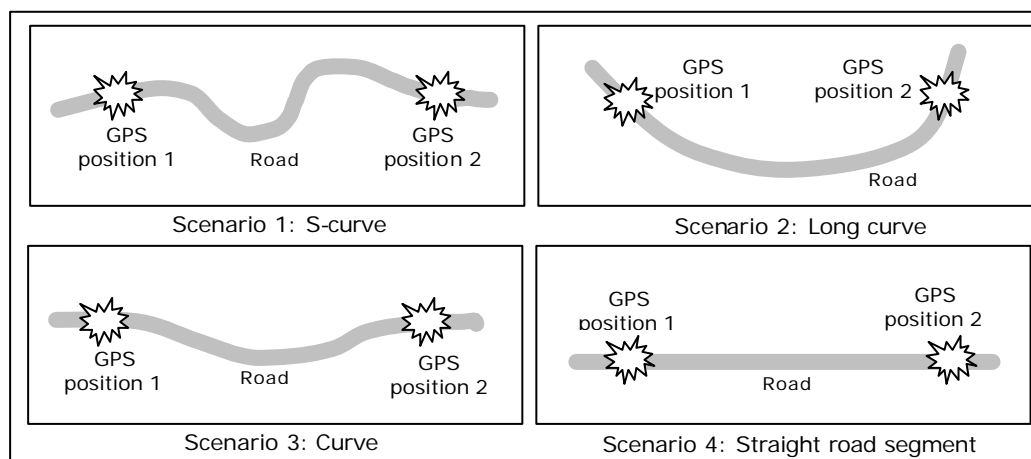 GPS
position 1
Road
GPS
position 2
Scenario 1: S-curve
GPS
position 1
GPS
position 2
Road
Scenario 2: Long curve
GPS
position 1
Road
GPS
position 2
Scenario 3: Curve
GPS
position 1
GPS
position 2
Road
Scenario 4: Straight road segment